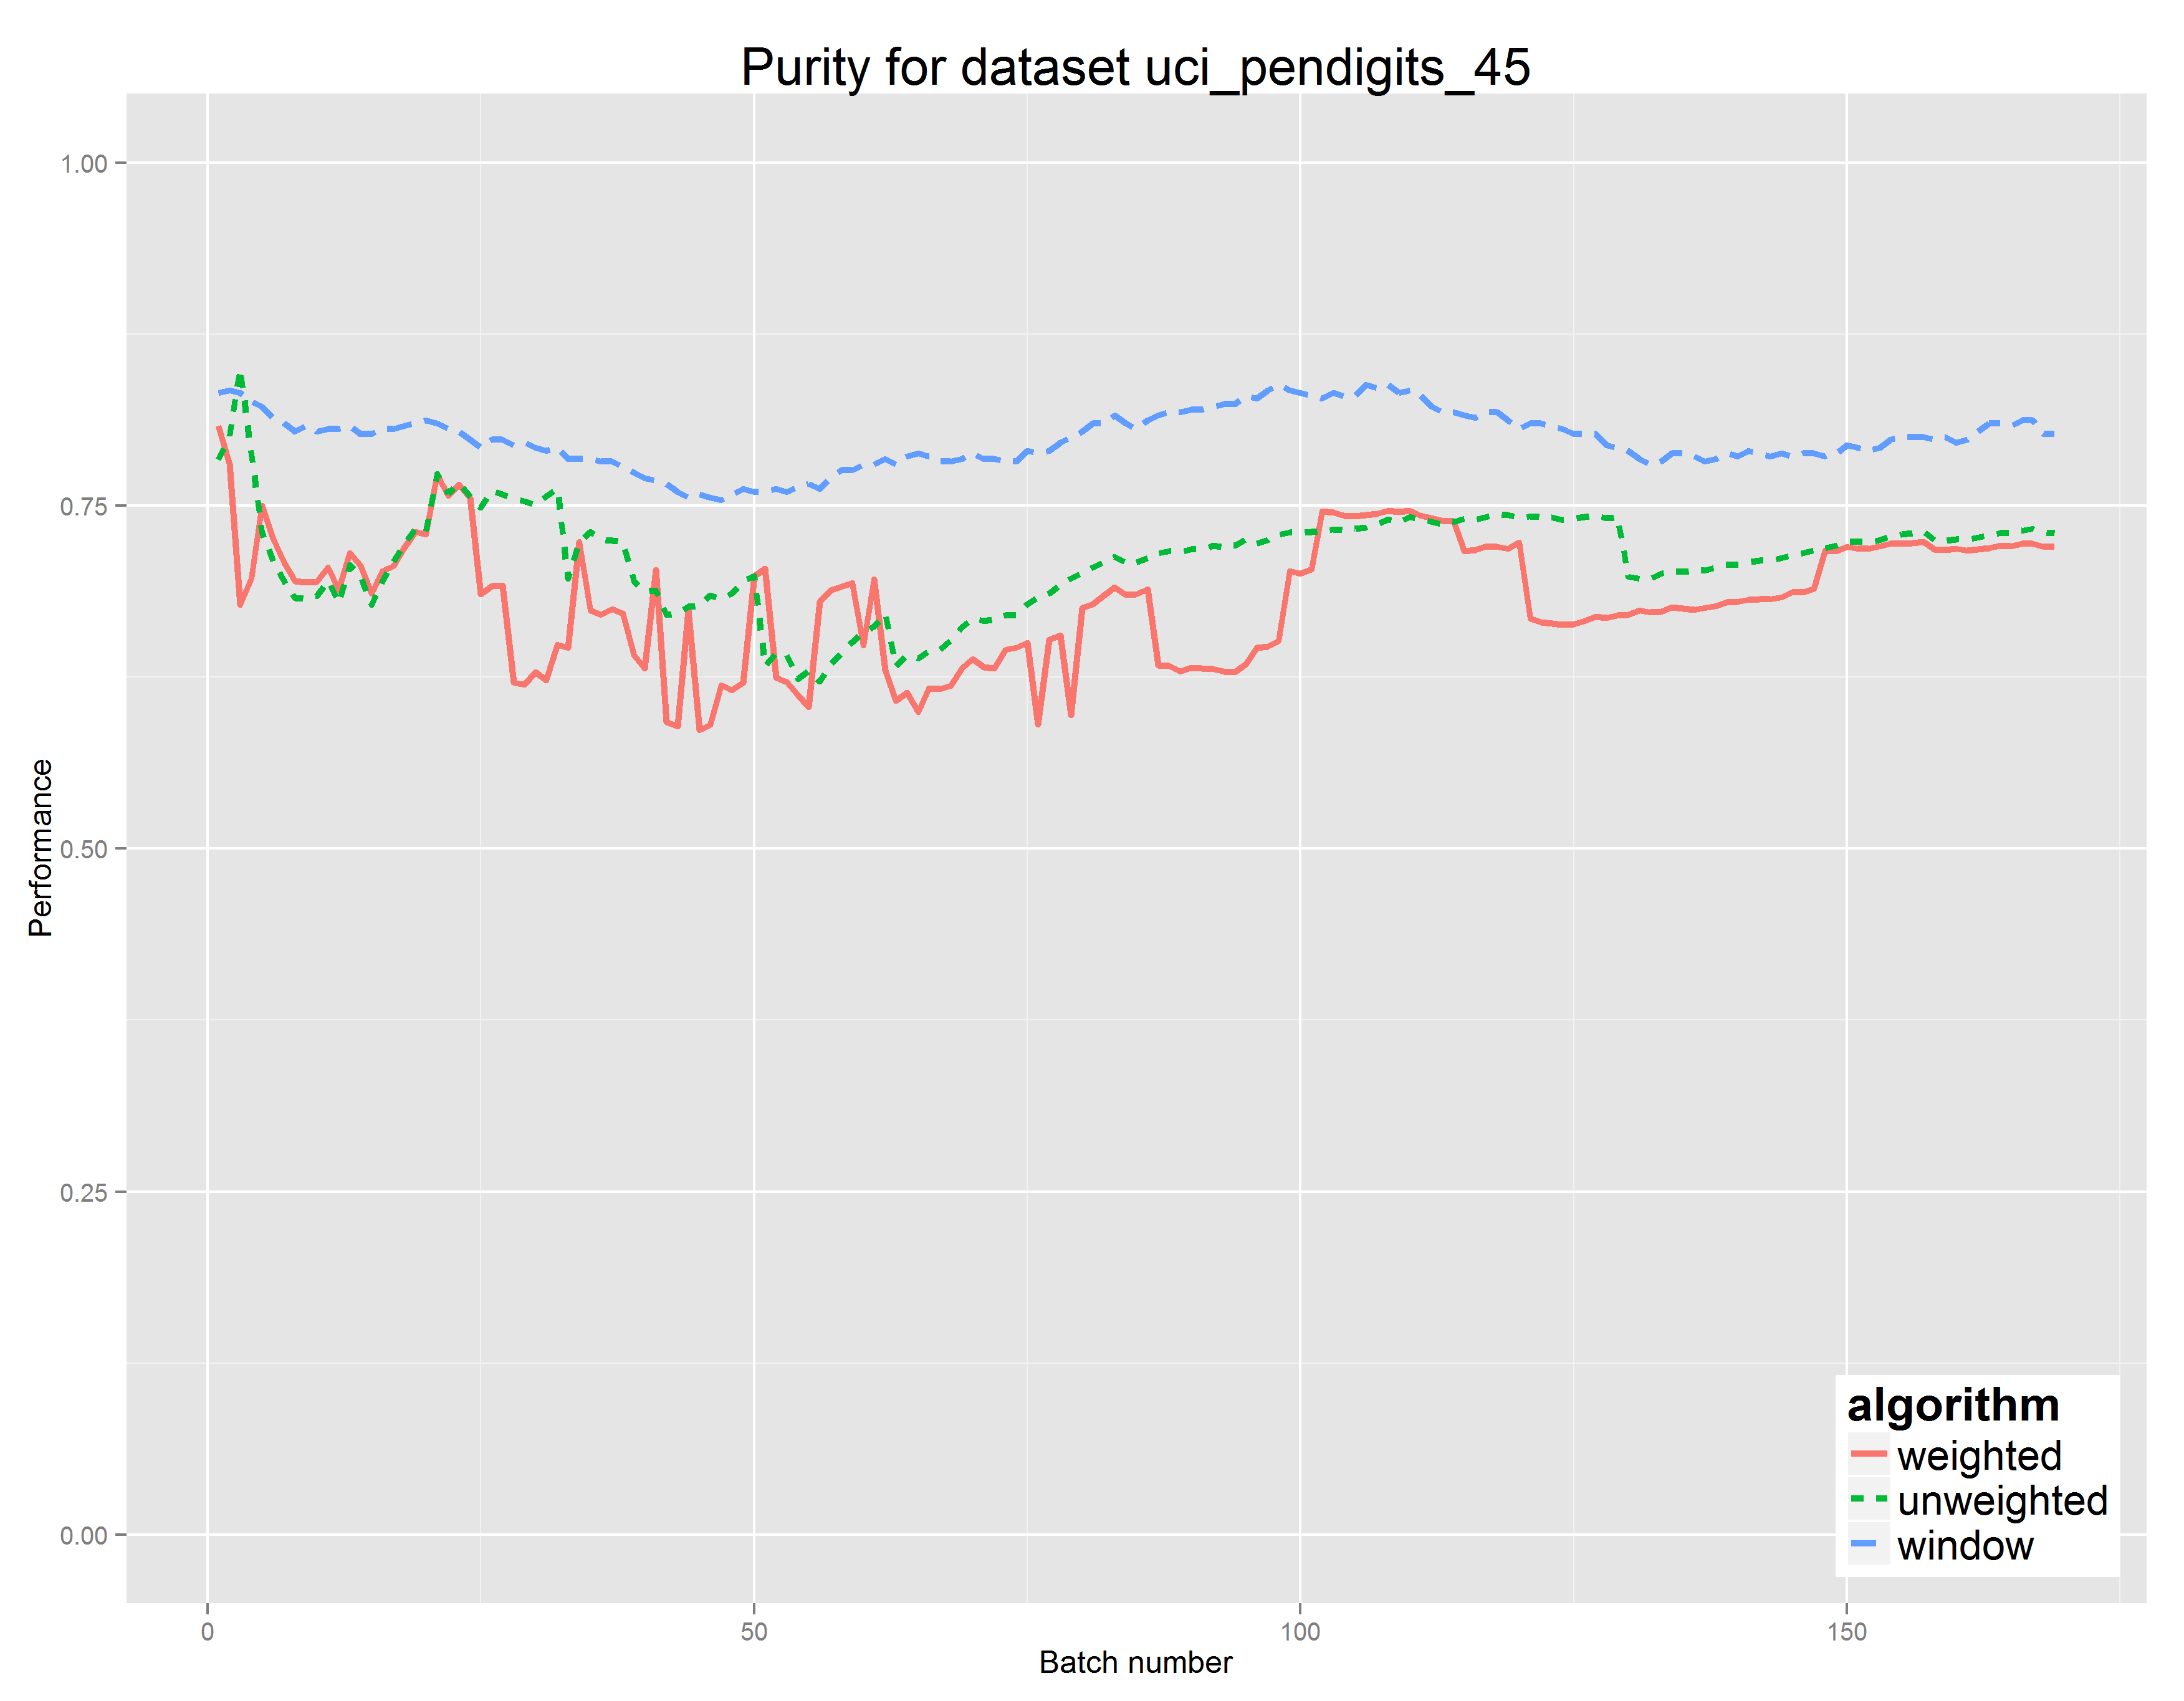 Purity for dataset uci_pendigits_45
1.00
0.75
0.50
0.25
0.00
Performance
0
50
100
150
Batch number
algorithm
weighted
unweighted
window